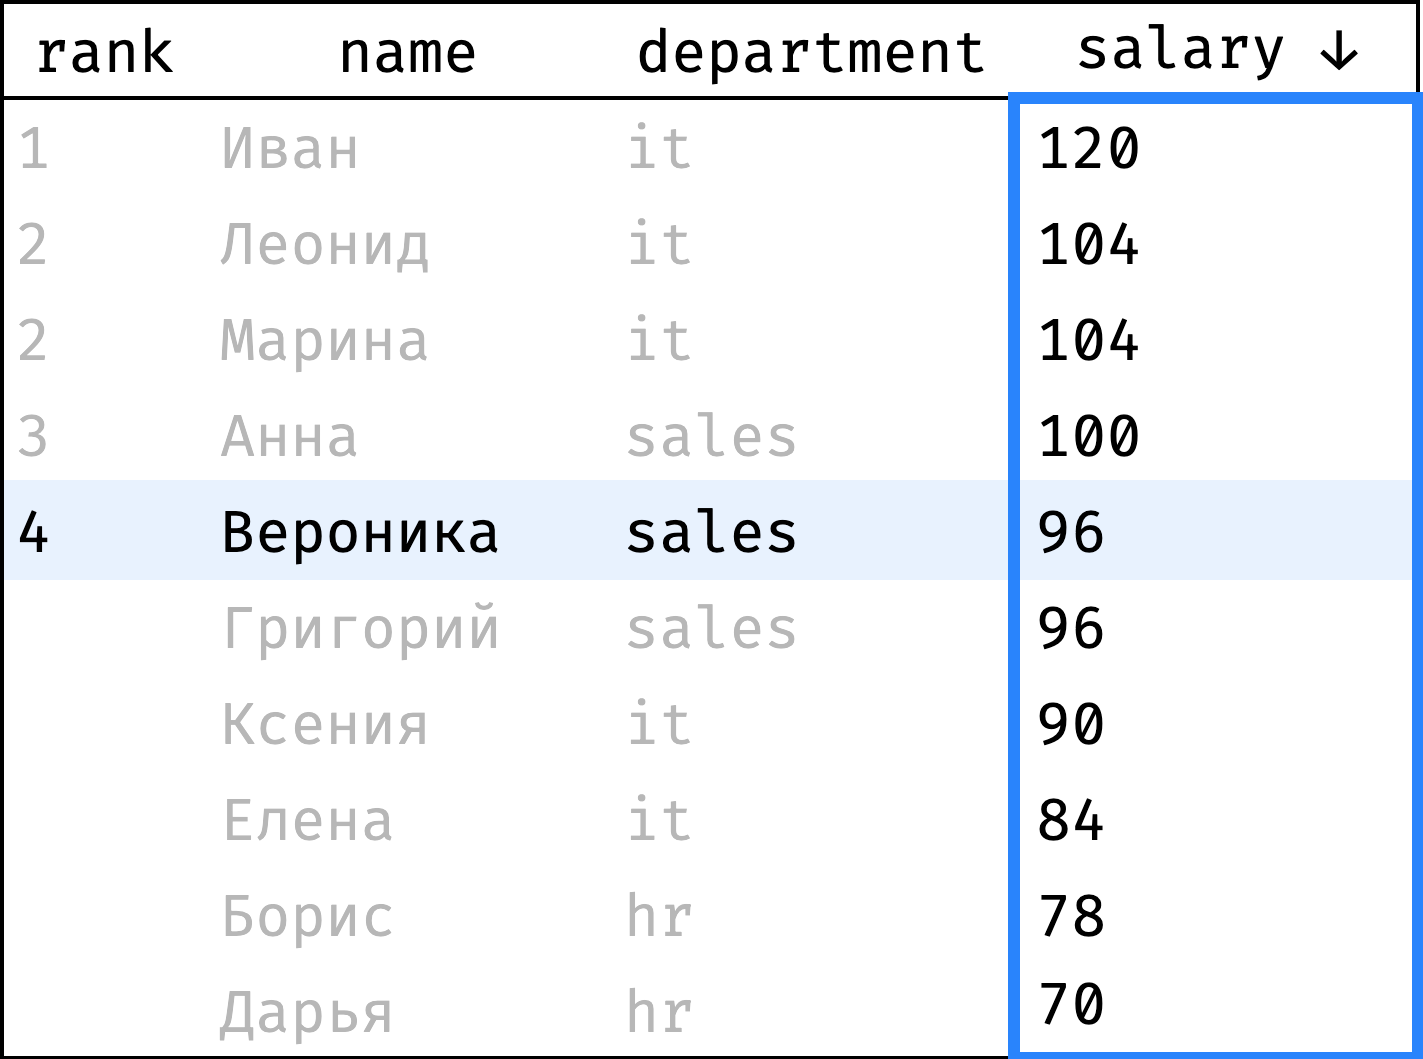 rank name department salary ↓
1 Иван it 120
2 Леонид it 104
2 Марина it 104
3 Анна sales 100
4 Вероника sales 96
Григорий sales 96
Ксения it 90
Елена it 84
Борис hr 78
Дарья hr 70